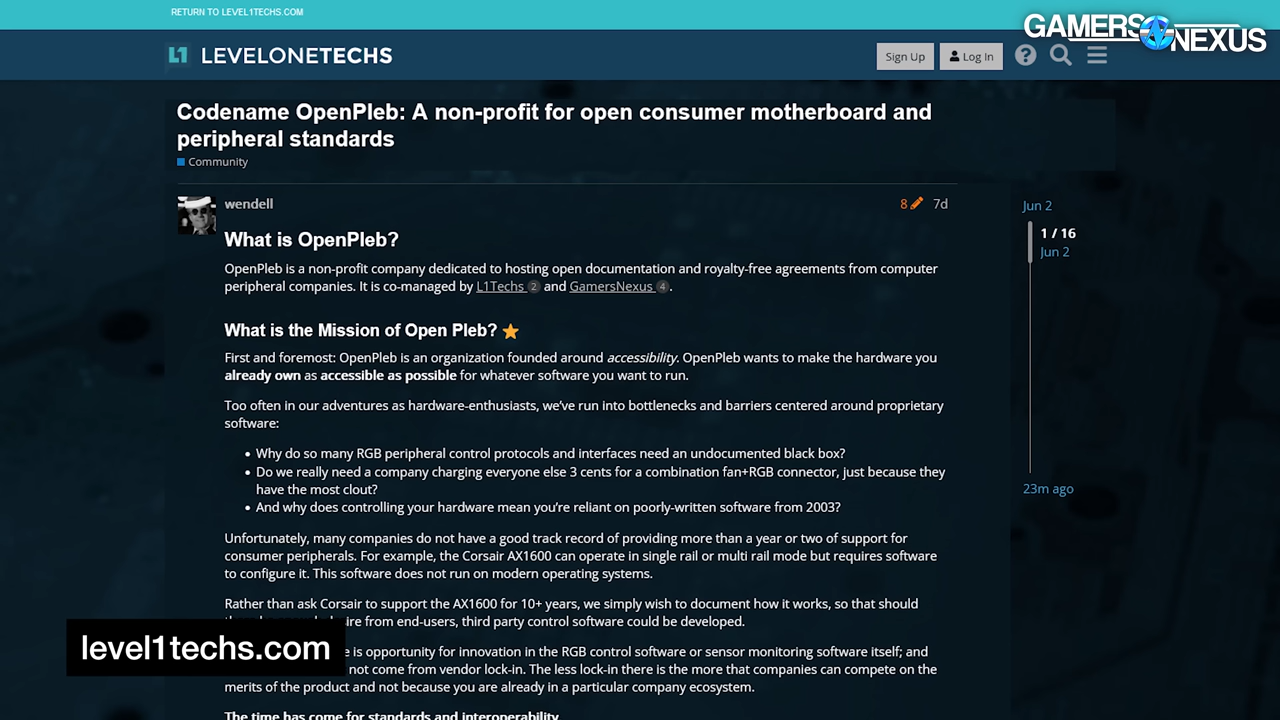 RETURN TO LEVEL1TECHS.COM
GAMERS NEXUS
L1 LEVELONETECHS
Sign Up
Log In
?
Codename OpenPleb: A non-profit for open consumer motherboard and
peripheral standards
Community
wendell
8
7d
Jun 2
1 / 16
Jun 2
23m ago
What is OpenPleb?
OpenPleb is a non-profit company dedicated to hosting open documentation and royalty-free agreements from computer
peripheral companies. It is co-managed by L1Techs 2 and GamersNexus 4.
What is the Mission of Open Pleb?
First and foremost: OpenPleb is an organization founded around accessibility. OpenPleb wants to make the hardware you
already own as accessible as possible for whatever software you want to run.
Too often in our adventures as hardware-enthusiasts, we've run into bottlenecks and barriers centered around proprietary
software:
• Why do so many RGB peripheral control protocols and interfaces need an undocumented black box?
• Do we really need a company charging everyone else 3 cents for a combination fan+RGB connector, just because they
have the most clout?
• And why does controlling your hardware mean you're reliant on poorly-written software from 2003?
Unfortunately, many companies do not have a good track record of providing more than a year or two of support for
consumer peripherals. For example, the Corsair AX1600 can operate in single rail or multi rail mode but requires software
to configure it. This software does not run on modern operating systems.
Rather than ask Corsair to support the AX1600 for 10+ years, we simply wish to document how it works, so that should
from end-users, third party control software could be developed.
is opportunity for innovation in the RGB control software or sensor monitoring software itself; and
not come from vendor lock-in. The less lock-in there is the more that companies can compete on the
merits of the product and not because you are already in a particular company ecosystem.
The time has come for standards and interoperability
level1techs.com